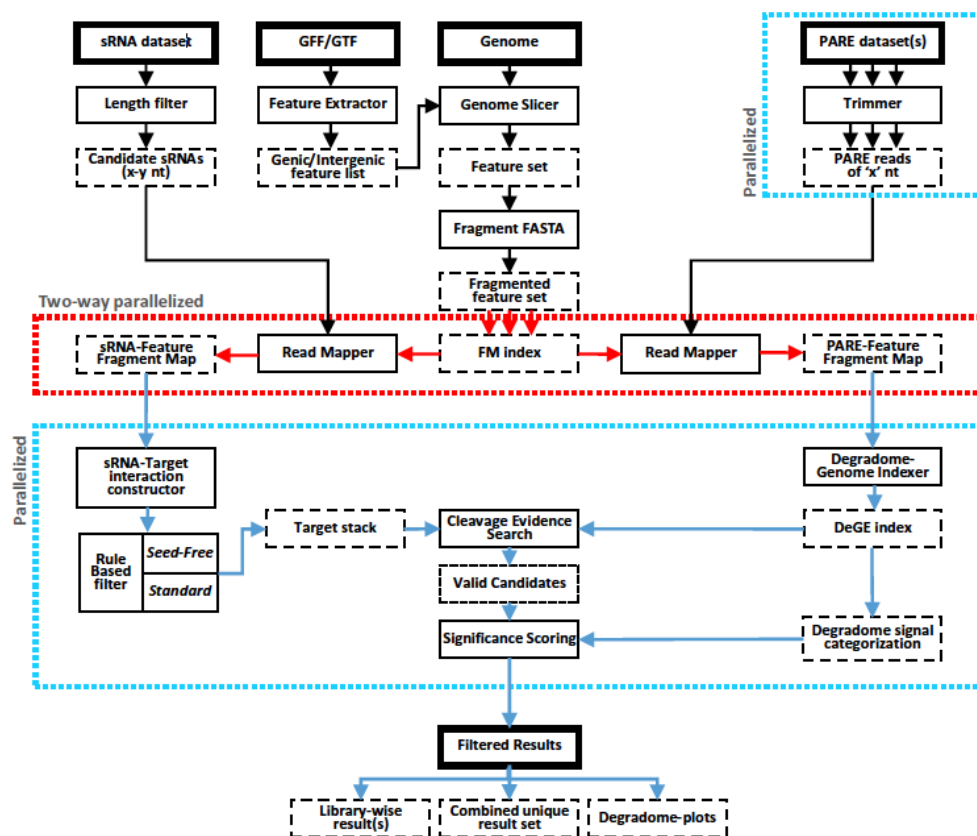 sRNA dataset
GFF/GTF
Genome
PARE dataset(s)
Length filter
Feature Extractor
Genome Slicer
Trimmer
Parallelized
Candidate sRNAs
(x-y nt)
Genic/Intergenic
feature list
Feature set
PARE reads
of ‘x’ nt
Fragment FASTA
Fragmented
feature set
Two-way parallelized
sRNA-Feature
Fragment Map
Read Mapper
FM index
Read Mapper
PARE-Feature
Fragment Map
Parallelized
sRNA-Target
interaction
constructor
Degradome-
Genome Indexer
Rule
Based
filter
Seed-Free
Standard
Target stack
Cleavage Evidence
Search
DeGE index
Valid Candidates
Significance Scoring
Degradome signal
categorization
Filtered Results
Library-wise
result(s)
Combined unique
result set
Degradome-plots